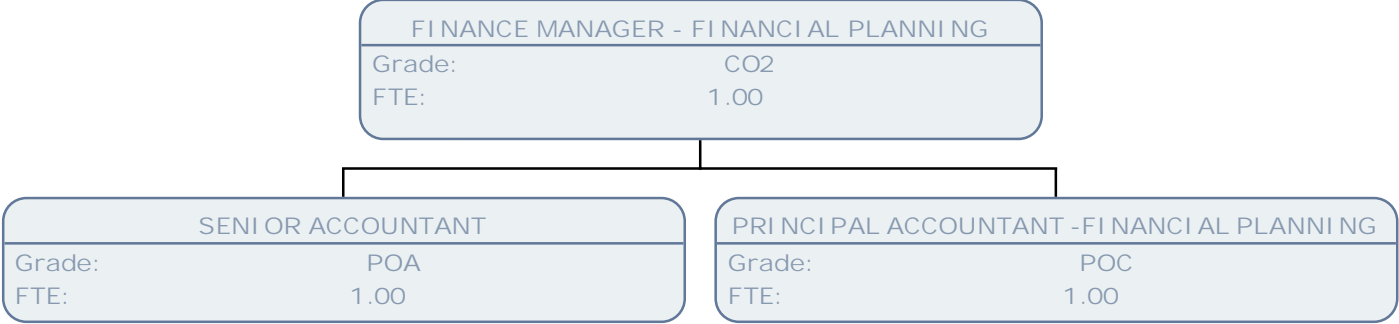 FINANCE MANAGER - FINANCIAL PLANNING
Grade: CO2
FTE: 1.00
SENIOR ACCOUNTANT
Grade: POA
FTE: 1.00
PRINCIPAL ACCOUNTANT -FINANCIAL PLANNING
Grade: POC
FTE: 1.00